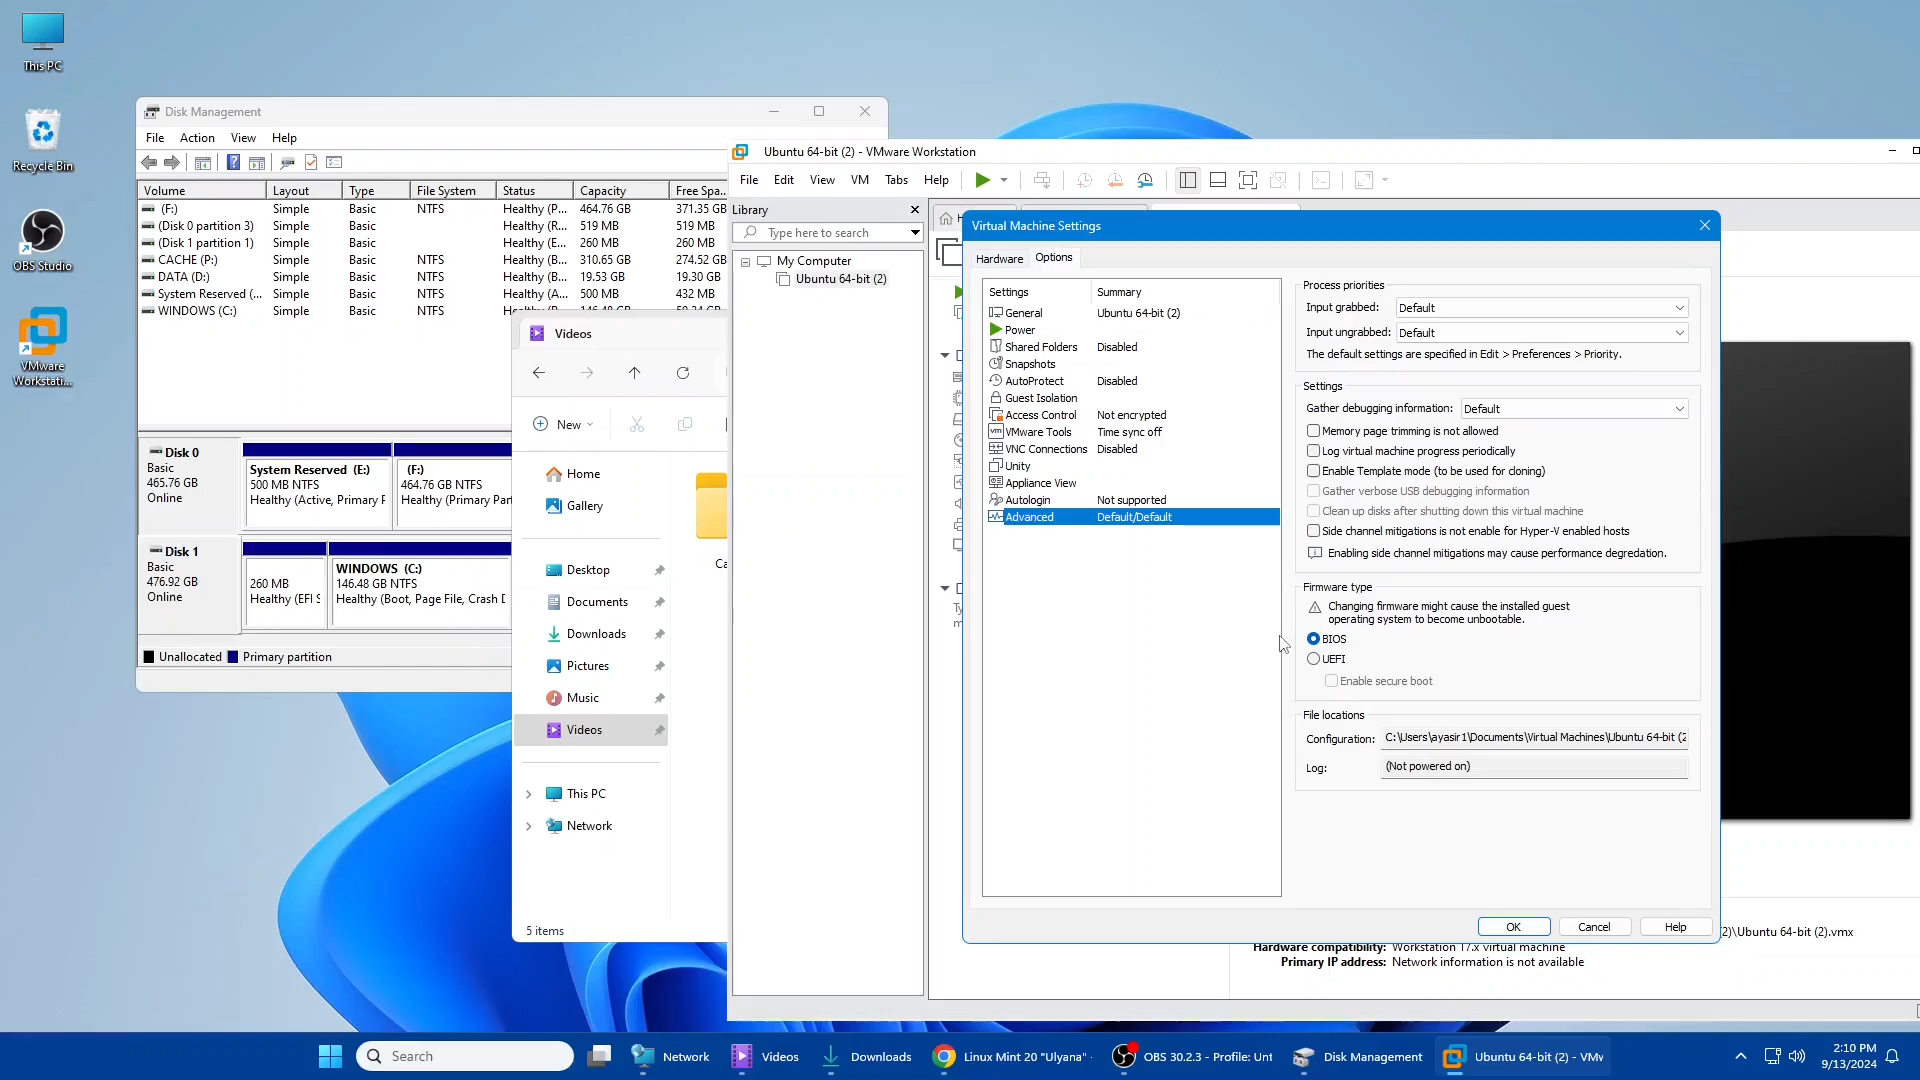 This PC
Recycle Bin
OBS Studio
VMware
Workstati...
Disk Management
File Action View Help
Volume Layout Type File System Status Capacity Free Spa...
(F:) Simple Basic NTFS Healthy (P... 464.76 GB 371.35 GB
(Disk 0 partition 3) Simple Basic Healthy (R... 519 MB 519 MB
(Disk 1 partition 1) Simple Basic Healthy (E... 260 MB 260 MB
CACHE (P:) Simple Basic NTFS Healthy (B... 310.65 GB 274.52 GB
DATA (D:) Simple Basic NTFS Healthy (B... 19.53 GB 19.30 GB
System Reserved (... Simple Basic NTFS Healthy (A... 500 MB 432 MB
WINDOWS (C:) Simple Basic NTFS
Disk 0
Basic
465.76 GB
Online
System Reserved (E:)
500 MB NTFS
Healthy (Active, Primary F
(F:)
464.76 GB NTFS
Healthy (Primary Part
Disk 1
Basic
476.92 GB
Online
260 MB
Healthy (EFI S
WINDOWS (C:)
146.48 GB NTFS
Healthy (Boot, Page File, Crash D
Unallocated Primary partition
Videos
New
Home
Gallery
Desktop
Documents
Downloads
Pictures
Music
Videos
This PC
Network
5 items
Ubuntu 64-bit (2) - VMware Workstation
File Edit View VM Tabs Help
Library
Type here to search
My Computer
Ubuntu 64-bit (2)
Virtual Machine Settings
Hardware Options
Settings Summary
General Ubuntu 64-bit (2)
Power
Shared Folders Disabled
Snapshots
AutoProtect Disabled
Guest Isolation
Access Control Not encrypted
VMware Tools Time sync off
VNC Connections Disabled
Unity
Appliance View
Autologin Not supported
Advanced Default/Default
Process priorities
Input grabbed: Default
Input ungrabbed: Default
The default settings are specified in Edit > Preferences > Priority.
Settings
Gather debugging information: Default
Memory page trimming is not allowed
Log virtual machine progress periodically
Enable Template mode (to be used for cloning)
Gather verbose USB debugging information
Clean up disks after shutting down this virtual machine
Side channel mitigations is not enable for Hyper-V enabled hosts
Enabling side channel mitigations may cause performance degredation.
Firmware type
Changing firmware might cause the installed guest
operating system to become unbootable.
BIOS
UEFI
Enable secure boot
File locations
Configuration: C:\Users\ayasir1\Documents\Virtual Machines\Ubuntu 64-bit (2
Log: (Not powered on)
OK Cancel Help
2)\Ubuntu 64-bit (2).vmx
Hardware compatibility: Workstation 17.x virtual machine
Primary IP address: Network information is not available
Search
Network
Videos
Downloads
Linux Mint 20 "Ulyana"
OBS 30.2.3 - Profile: Unt
Disk Management
Ubuntu 64-bit (2) - VMw
2:10 PM
9/13/2024